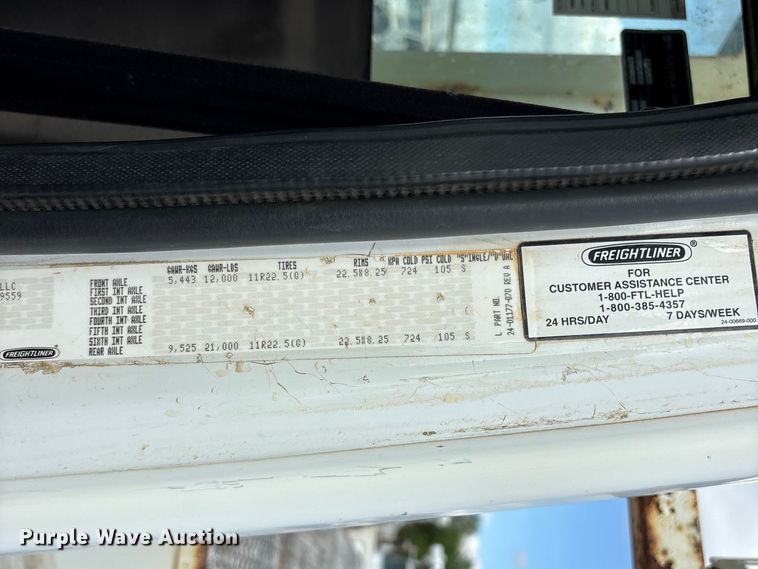 LLC
9559
FREIGHTLINER
GAWR-KGS GAWR-LBS TIRES RIMS KPA COLD PSI COLD "S"INGLE/"D"UAL
FRONT AXLE 5,443 12,000 11R22.5(G) 22.5X8.25 724 105 S
FIRST INT AXLE
SECOND INT AXLE
THIRD INT AXLE
FOURTH INT AXLE
FIFTH INT AXLE
SIXTH INT AXLE
REAR AXLE 9,525 21,000 11R22.5(G) 22.5X8.25 724 105 S
L PART NO.
24-01177-070 REV A
FREIGHTLINER ®
FOR
CUSTOMER ASSISTANCE CENTER
1-800-FTL-HELP
1-800-385-4357
24 HRS/DAY 7 DAYS/WEEK
24-00669-000
Purple Wave Auction